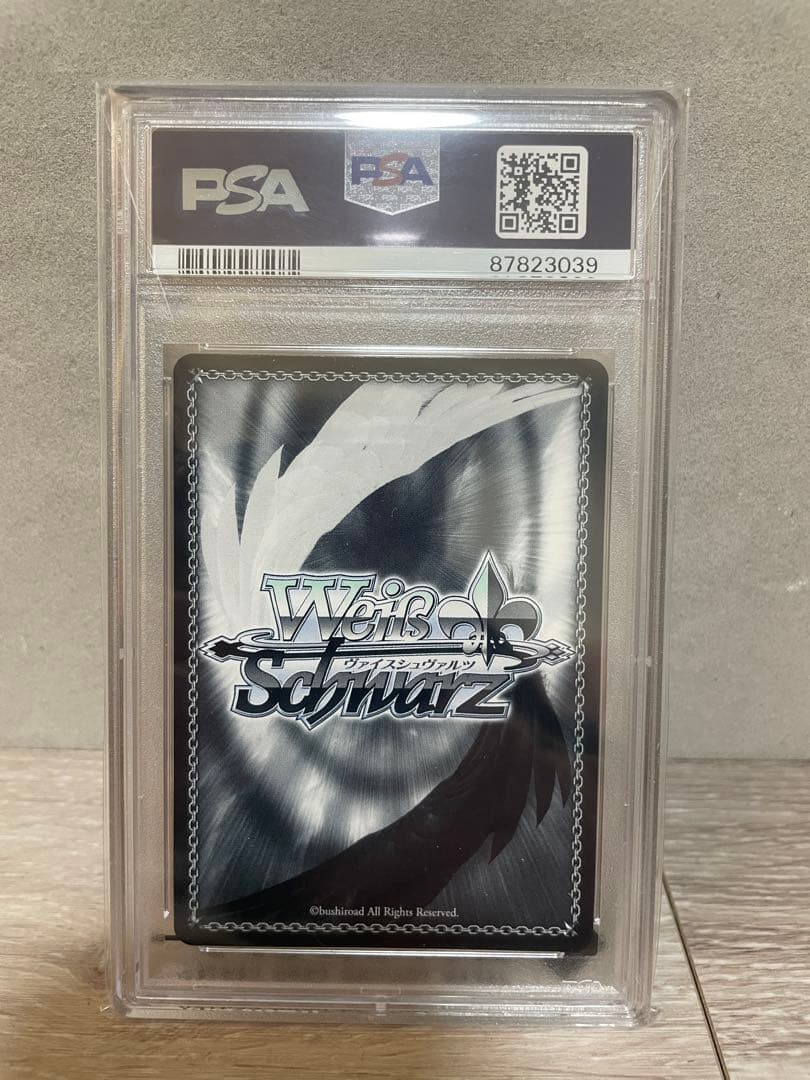 PSA PSA
87823039
Weiß
ヴァイスシュヴァルツ
Schwarz
©bushiroad All Rights Reserved.